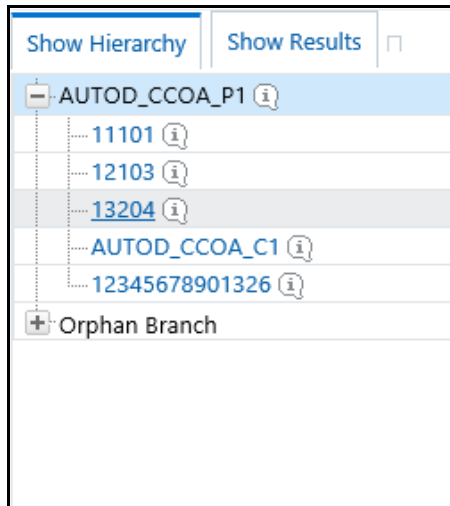 Show Hierarchy Show Results
AUTOD_CCOA_P1
11101
12103
13204
AUTOD_CCOA_C1
12345678901326
Orphan Branch